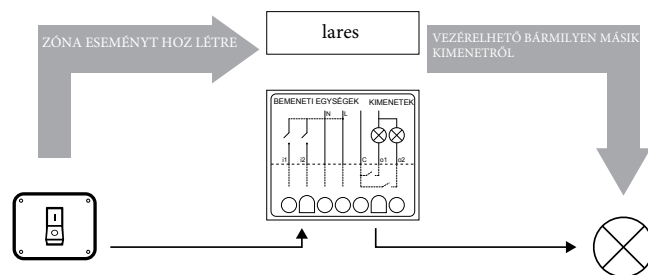 ZÓNA ESEMÉNYT HOZ LÉTRE
lares
VEZÉRELHETŐ BÁRMILYEN MÁSIK
KIMENETRŐL
BEMENETI EGYSÉGEK KIMENETEK
N L
i1 i2 C o1 o2
I